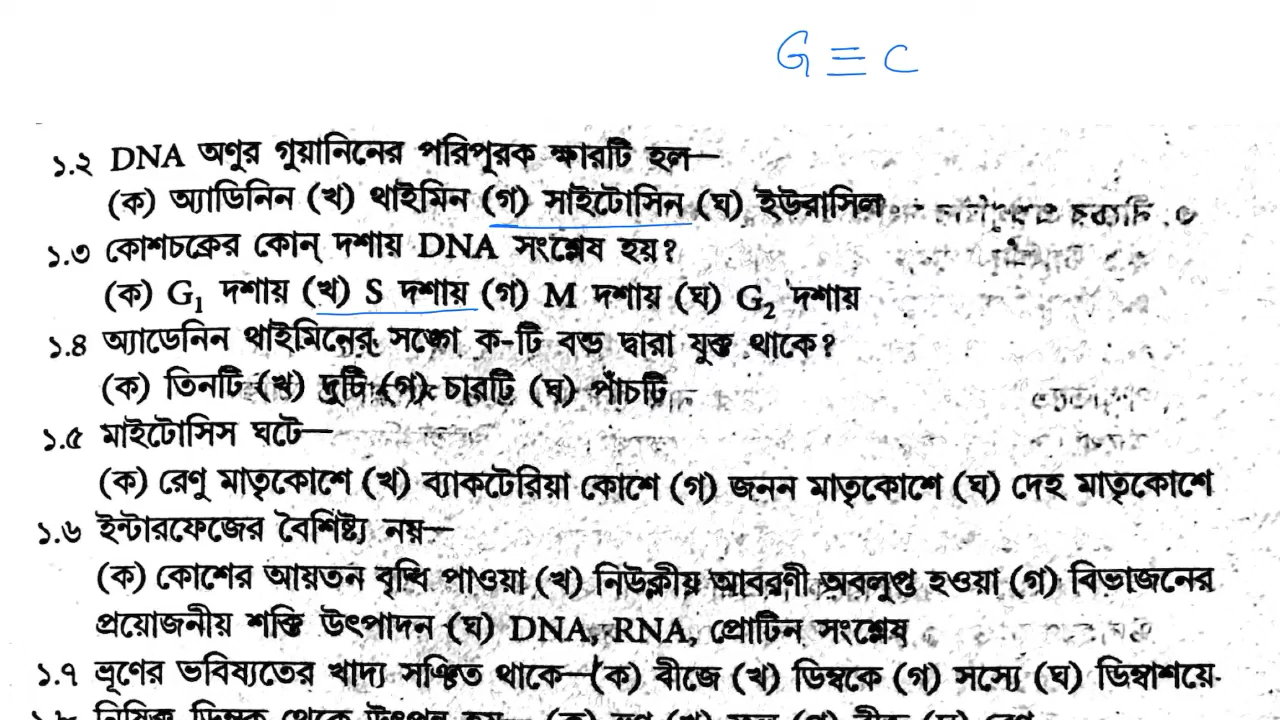 G ≡ C
১.২ DNA অণুর গুয়ানিনের পরিপূরক ক্ষারটি হল—
(ক) অ্যাডিনিন (খ) থাইমিন (গ) সাইটোসিন (ঘ) ইউরাসিল
১.৩ কোশচক্রের কোন্ দশায় DNA সংশ্লেষ হয়?
(ক) G₁ দশায় (খ) S দশায় (গ) M দশায় (ঘ) G₂ দশায়
১.৪ অ্যাডেনিন থাইমিনের সঙ্গে ক-টি বন্ড দ্বারা যুক্ত থাকে?
(ক) তিনটি (খ) দুটি (গ) চারটি (ঘ) পাঁচটি
১.৫ মাইটোসিস ঘটে—
(ক) রেণু মাতৃকোশে (খ) ব্যাকটেরিয়া কোশে (গ) জনন মাতৃকোশে (ঘ) দেহ মাতৃকোশে
১.৬ ইন্টারফেজের বৈশিষ্ট্য নয়—
(ক) কোশের আয়তন বৃদ্ধি পাওয়া (খ) নিউক্লীয় আবরণী অবলুপ্ত হওয়া (গ) বিভাজনের
প্রয়োজনীয় শক্তি উৎপাদন (ঘ) DNA, RNA, প্রোটিন সংশ্লেষ
১.৭ ভ্রূণের ভবিষ্যতের খাদ্য সঞ্চিত থাকে—(ক) বীজে (খ) ডিম্বকে (গ) সস্যে (ঘ) ডিম্বাশয়ে